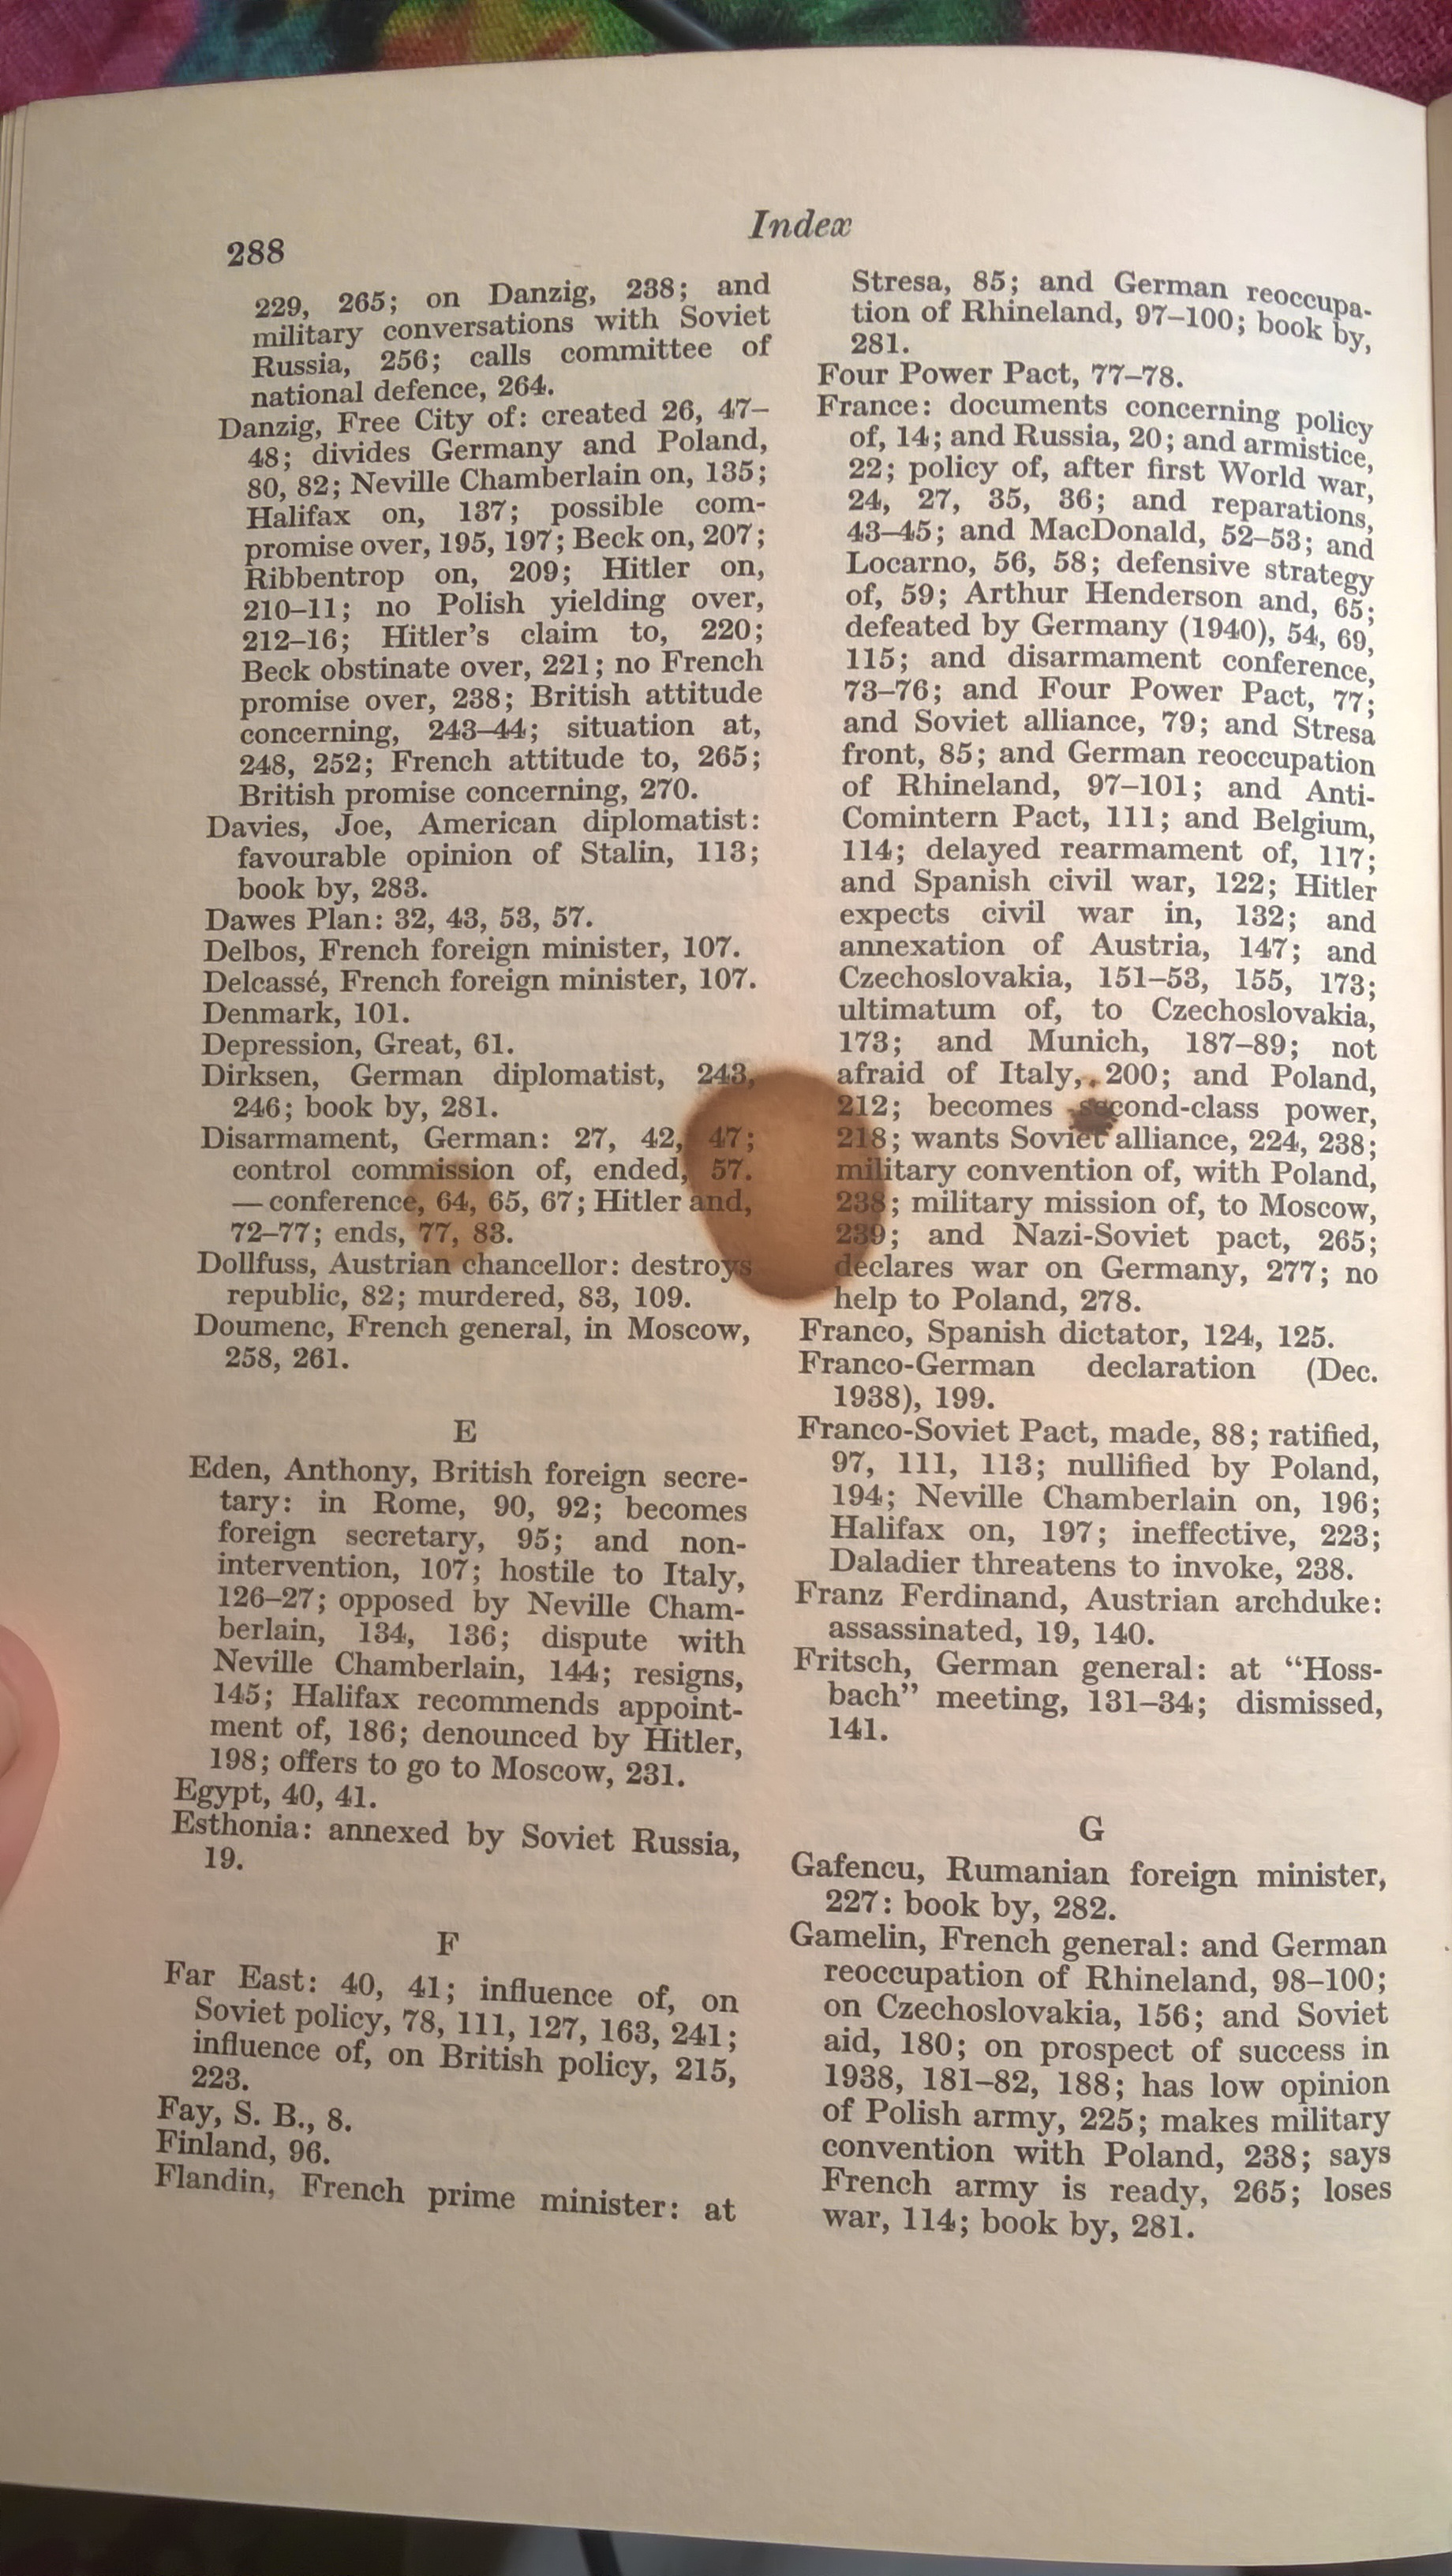 288
Index
229, 265; on Danzig, 238; and
military conversations with Soviet
Russia, 256; calls committee of
national defence, 264.
Danzig, Free City of: created 26, 47–
48; divides Germany and Poland,
80, 82; Neville Chamberlain on, 135;
Halifax on, 137; possible com-
promise over, 195, 197; Beck on, 207;
Ribbentrop on, 209; Hitler on,
210–11; no Polish yielding over,
212–16; Hitler's claim to, 220;
Beck obstinate over, 221; no French
promise over, 238; British attitude
concerning, 243–44; situation at,
248, 252; French attitude to, 265;
British promise concerning, 270.
Davies, Joe, American diplomatist:
favourable opinion of Stalin, 113;
book by, 283.
Dawes Plan: 32, 43, 53, 57.
Delbos, French foreign minister, 107.
Delcassé, French foreign minister, 107.
Denmark, 101.
Depression, Great, 61.
Dirksen, German diplomatist, 243,
246; book by, 281.
Disarmament, German: 27, 42, 47;
control commission of, ended, 57.
— conference, 64, 65, 67; Hitler and,
72–77; ends, 77, 83.
Dollfuss, Austrian chancellor: destroys
republic, 82; murdered, 83, 109.
Doumenc, French general, in Moscow,
258, 261.
E
Eden, Anthony, British foreign secre-
tary: in Rome, 90, 92; becomes
foreign secretary, 95; and non-
intervention, 107; hostile to Italy,
126–27; opposed by Neville Cham-
berlain, 134, 136; dispute with
Neville Chamberlain, 144; resigns,
145; Halifax recommends appoint-
ment of, 186; denounced by Hitler,
198; offers to go to Moscow, 231.
Egypt, 40, 41.
Esthonia: annexed by Soviet Russia,
19.
F
Far East: 40, 41; influence of, on
Soviet policy, 78, 111, 127, 163, 241;
influence of, on British policy, 215,
223.
Fay, S. B., 8.
Finland, 96.
Flandin, French prime minister: at
Stresa, 85; and German reoccupa-
tion of Rhineland, 97–100; book by,
281.
Four Power Pact, 77–78.
France: documents concerning policy
of, 14; and Russia, 20; and armistice,
22; policy of, after first World war,
24, 27, 35, 36; and reparations,
43–45; and MacDonald, 52–53; and
Locarno, 56, 58; defensive strategy
of, 59; Arthur Henderson and, 65;
defeated by Germany (1940), 54, 69,
115; and disarmament conference,
73–76; and Four Power Pact, 77;
and Soviet alliance, 79; and Stresa
front, 85; and German reoccupation
of Rhineland, 97–101; and Anti-
Comintern Pact, 111; and Belgium,
114; delayed rearmament of, 117;
and Spanish civil war, 122; Hitler
expects civil war in, 132; and
annexation of Austria, 147; and
Czechoslovakia, 151–53, 155, 173;
ultimatum of, to Czechoslovakia,
173; and Munich, 187–89; not
afraid of Italy, 200; and Poland,
212; becomes second-class power,
218; wants Soviet alliance, 224, 238;
military convention of, with Poland,
238; military mission of, to Moscow,
239; and Nazi-Soviet pact, 265;
declares war on Germany, 277; no
help to Poland, 278.
Franco, Spanish dictator, 124, 125.
Franco-German declaration (Dec.
1938), 199.
Franco-Soviet Pact, made, 88; ratified,
97, 111, 113; nullified by Poland,
194; Neville Chamberlain on, 196;
Halifax on, 197; ineffective, 223;
Daladier threatens to invoke, 238.
Franz Ferdinand, Austrian archduke:
assassinated, 19, 140.
Fritsch, German general: at “Hoss-
bach” meeting, 131–34; dismissed,
141.
G
Gafencu, Rumanian foreign minister,
227: book by, 282.
Gamelin, French general: and German
reoccupation of Rhineland, 98–100;
on Czechoslovakia, 156; and Soviet
aid, 180; on prospect of success in
1938, 181–82, 188; has low opinion
of Polish army, 225; makes military
convention with Poland, 238; says
French army is ready, 265; loses
war, 114; book by, 281.